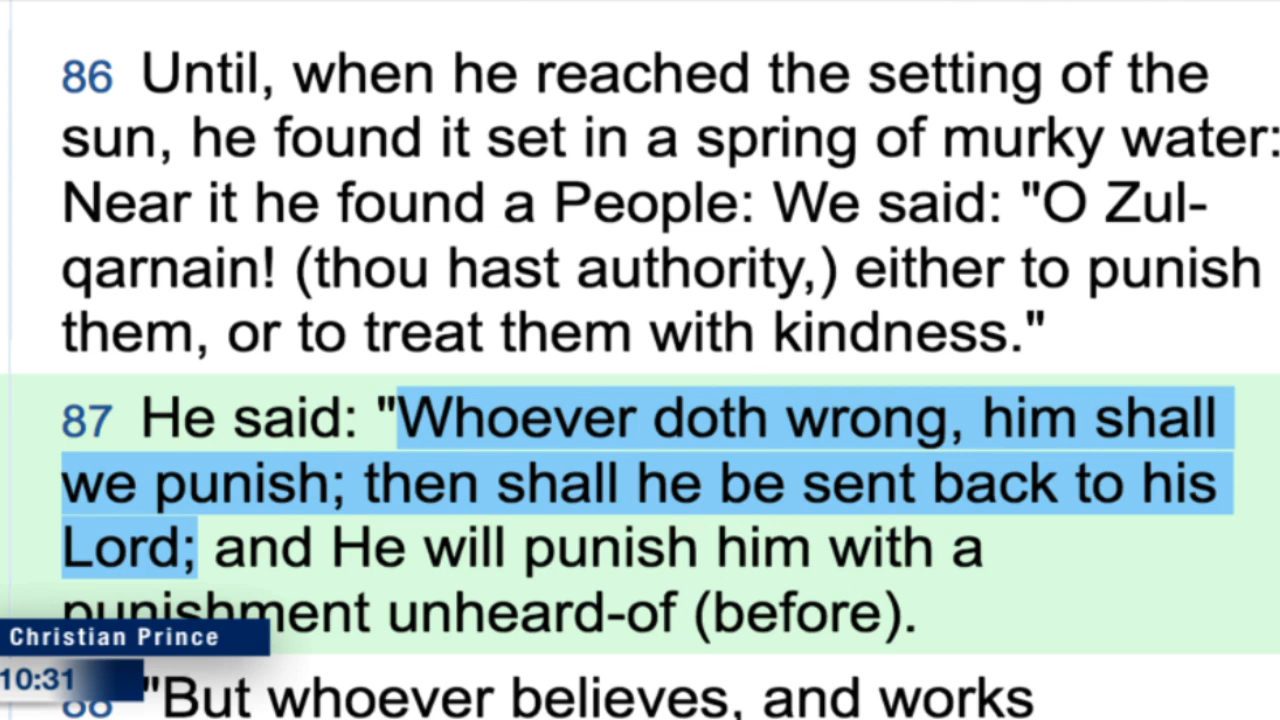 86 Until, when he reached the setting of the
sun, he found it set in a spring of murky water:
Near it he found a People: We said: "O Zul-
qarnain! (thou hast authority,) either to punish
them, or to treat them with kindness."
87 He said: "Whoever doth wrong, him shall
we punish; then shall he be sent back to his
Lord; and He will punish him with a
punishment unheard-of (before).
Christian Prince
10:31
88 "But whoever believes, and works